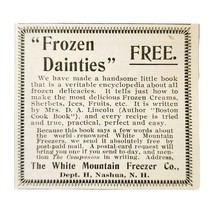 "Frozen
Dainties" FREE.
We have made a handsome little book
that is a veritable encyclopedia about all
frozen delicacies. It tells just how to
make the most delicious Frozen Creams,
Sherbets, Ices, Fruits, etc. It is written
by Mrs. D. A. Lincoln (Author "Boston
Cook Book"), and every recipe is tried
and true, practical, perfect and easy.
Because this book says a few words about
the world-renowned White Mountain
Freezers, we send it absolutely free by
post-paid mail. A postal-card request will
bring you one if you send to-day, and men-
tion The Companion in writing. Address,
The White Mountain Freezer Co.,
Dept. H, Nashua, N. H.